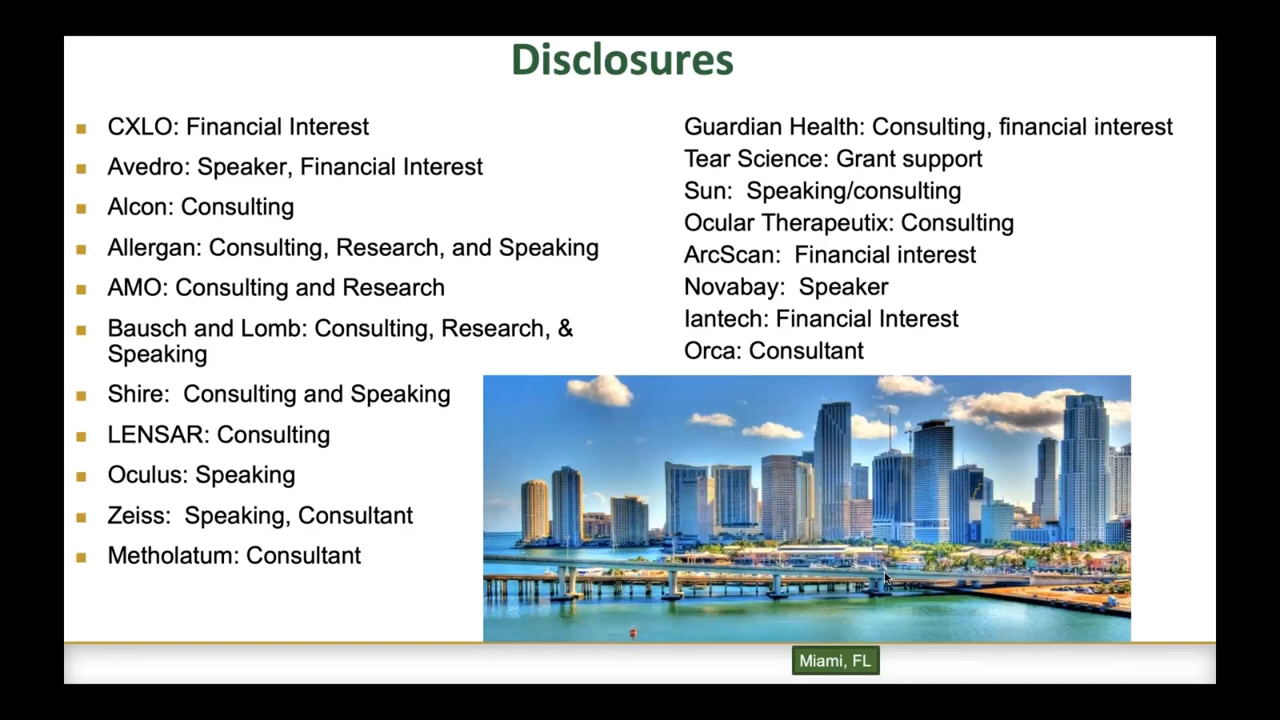 Disclosures
CXLO: Financial Interest
Avedro: Speaker, Financial Interest
Alcon: Consulting
Allergan: Consulting, Research, and Speaking
AMO: Consulting and Research
Bausch and Lomb: Consulting, Research, &
Speaking
Shire:  Consulting and Speaking
LENSAR: Consulting
Oculus: Speaking
Zeiss:  Speaking, Consultant
Metholatum: Consultant
Guardian Health: Consulting, financial interest
Tear Science: Grant support
Sun:  Speaking/consulting
Ocular Therapeutix: Consulting
ArcScan:  Financial interest
Novabay:  Speaker
Iantech: Financial Interest
Orca: Consultant
Miami, FL